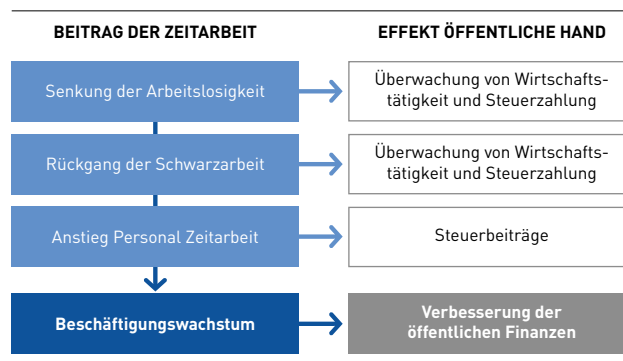 BEITRAG DER ZEITARBEIT
EFFEKT ÖFFENTLICHE HAND
Senkung der Arbeitslosigkeit
Überwachung von Wirtschafts-
tätigkeit und Steuerzahlung
Rückgang der Schwarzarbeit
Überwachung von Wirtschafts-
tätigkeit und Steuerzahlung
Anstieg Personal Zeitarbeit
Steuerbeiträge
Beschäftigungswachstum
Verbesserung der
öffentlichen Finanzen